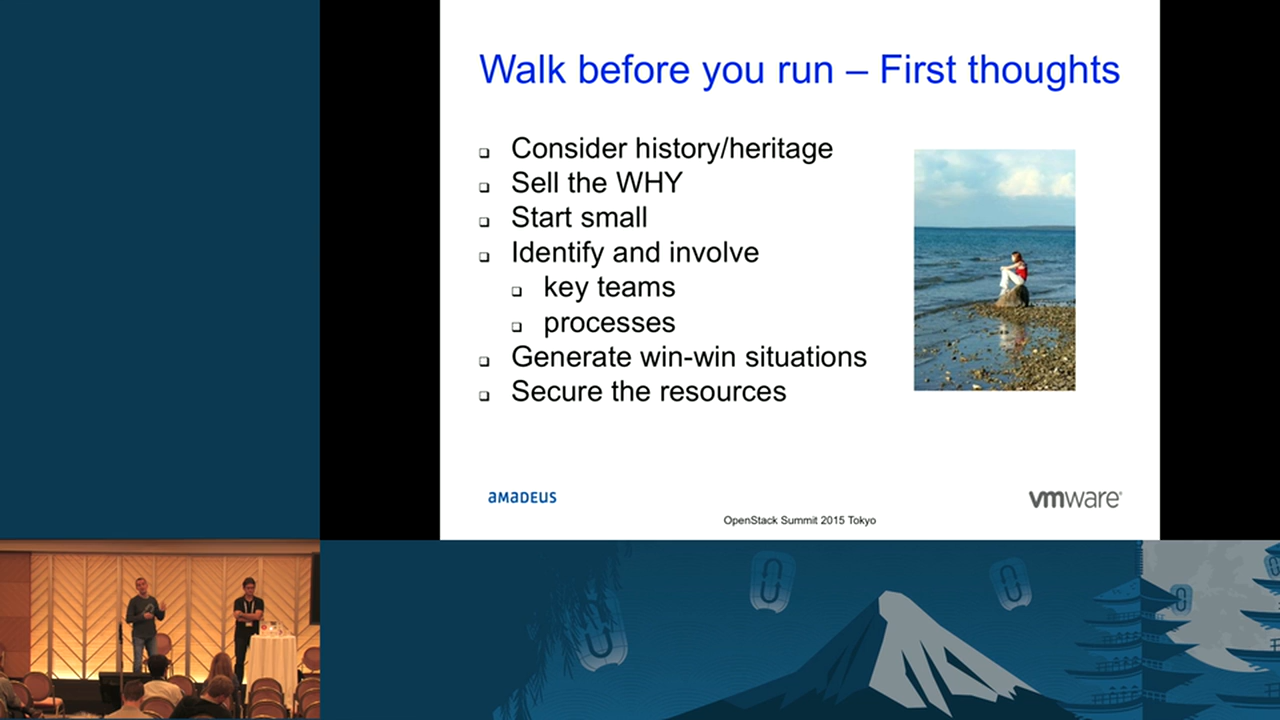 Walk before you run – First thoughts
Consider history/heritage
Sell the WHY
Start small
Identify and involve
key teams
processes
Generate win-win situations
Secure the resources
amadeus
vmware
OpenStack Summit 2015 Tokyo